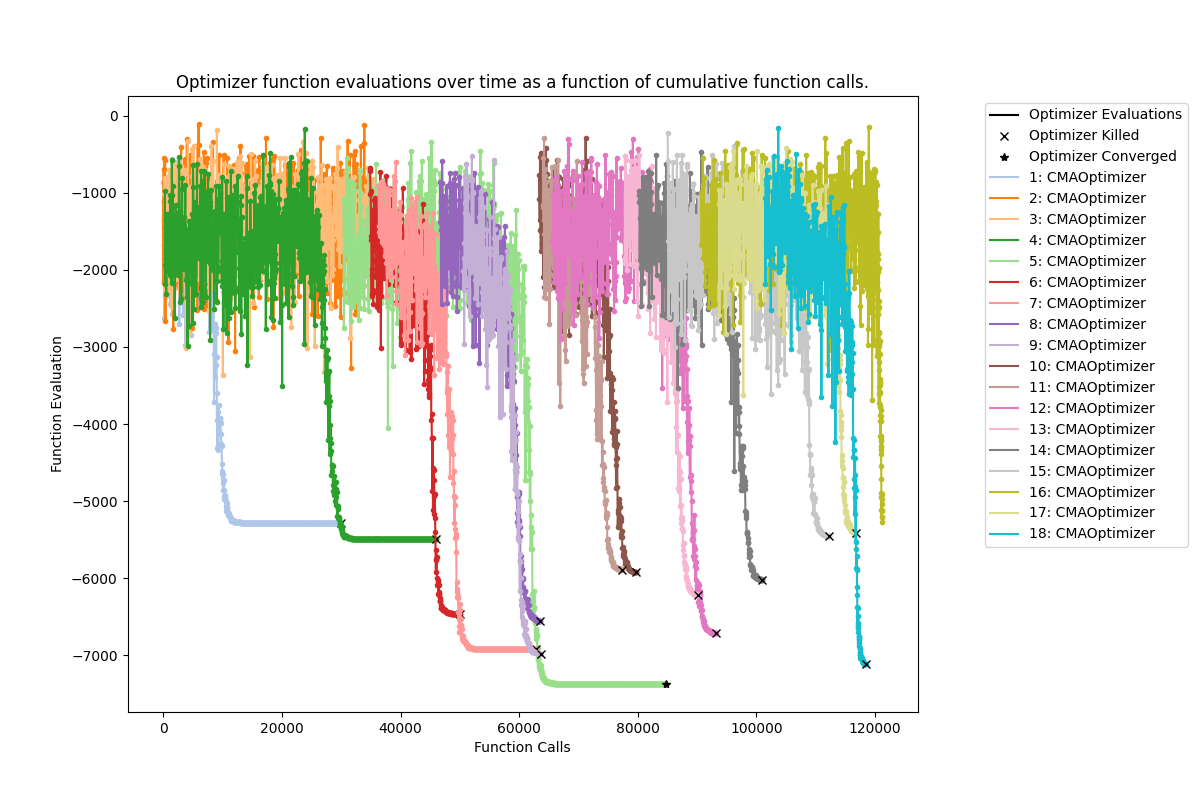 Optimizer function evaluations over time as a function of cumulative function calls.
0
−1000
−2000
−3000
−4000
−5000
−6000
−7000
Function Evaluation
0
20000
40000
60000
80000
100000
120000
Function Calls
Optimizer Evaluations
Optimizer Killed
Optimizer Converged
1: CMAOptimizer
2: CMAOptimizer
3: CMAOptimizer
4: CMAOptimizer
5: CMAOptimizer
6: CMAOptimizer
7: CMAOptimizer
8: CMAOptimizer
9: CMAOptimizer
10: CMAOptimizer
11: CMAOptimizer
12: CMAOptimizer
13: CMAOptimizer
14: CMAOptimizer
15: CMAOptimizer
16: CMAOptimizer
17: CMAOptimizer
18: CMAOptimizer